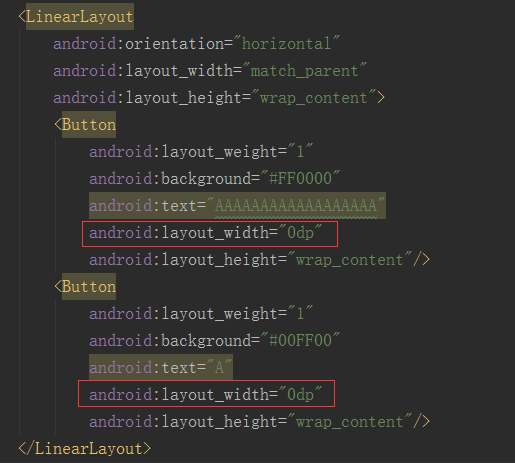 <LinearLayout
android:orientation="horizontal"
android:layout_width="match_parent"
android:layout_height="wrap_content">
<Button
android:layout_weight="1"
android:background="#FF0000"
android:text="AAAAAAAAAAAAAAAAAA"
android:layout_width="0dp"
android:layout_height="wrap_content"/>
<Button
android:layout_weight="1"
android:background="#00FF00"
android:text="A"
android:layout_width="0dp"
android:layout_height="wrap_content"/>
</LinearLayout>